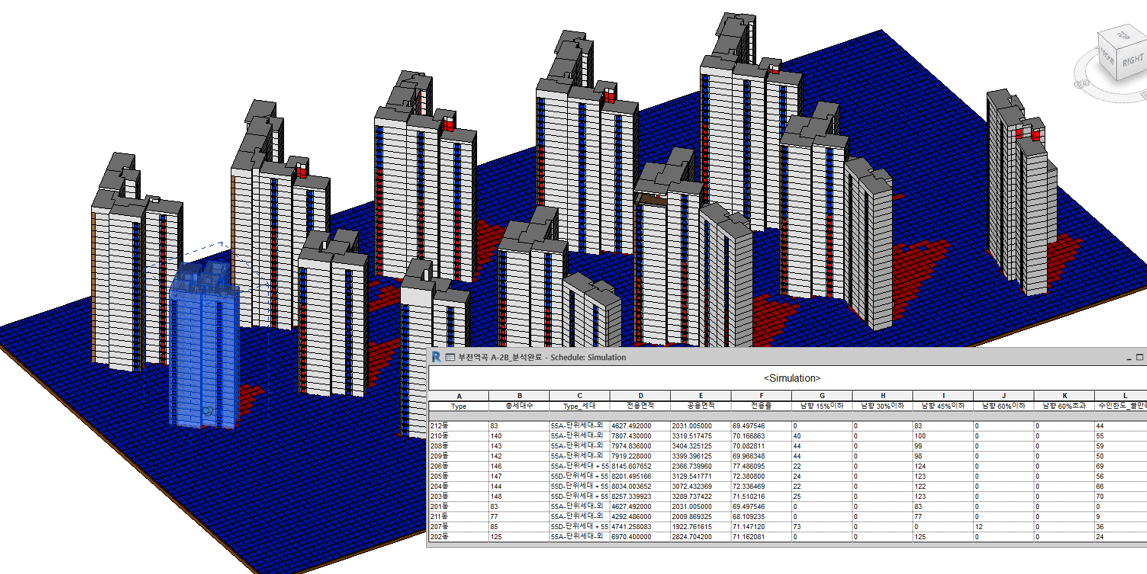 TOP
FRONT
RIGHT
부천역곡 A-2B_분석완료 - Schedule: Simulation
<Simulation>
A B C D E F G H I J K L
Type 총세대수 Type_세대 전용면적 공용면적 전용률 남향 15%이하 남향 30%이하 남향 45%이하 남향 60%이하 남향 60%초과 수인한도_불만
212동 83 55A-단위세대-외 4627.492000 2031.005000 69.497546 0 0 83 0 0 44
210동 140 55A-단위세대-외 7807.430000 3319.517475 70.166863 40 0 100 0 0 55
208동 143 55A-단위세대-외 7974.836000 3404.325125 70.082811 44 0 99 0 0 59
209동 142 55A-단위세대-외 7919.228000 3399.396125 69.966348 44 0 98 0 0 50
206동 146 55A-단위세대 + 55 8145.607652 2366.739960 77.486095 22 0 124 0 0 69
205동 147 55D-단위세대 + 55 8201.495166 3129.541771 72.380800 24 0 123 0 0 56
204동 144 55D-단위세대 + 55 8034.003652 3072.432369 72.336469 22 0 122 0 0 66
203동 148 55D-단위세대 + 55 8257.339923 3289.737422 71.510216 25 0 123 0 0 70
201동 83 55A-단위세대-외 4627.492000 2031.005000 69.497546 0 0 83 0 0 0
211동 77 55A-단위세대-외 4292.486000 2009.869325 68.109235 0 0 77 0 0 9
207동 85 55D-단위세대 + 55 4741.258083 1922.761615 71.147120 73 0 0 12 0 36
202동 125 55A-단위세대-외 6970.400000 2824.704200 71.162081 0 0 125 0 0 24